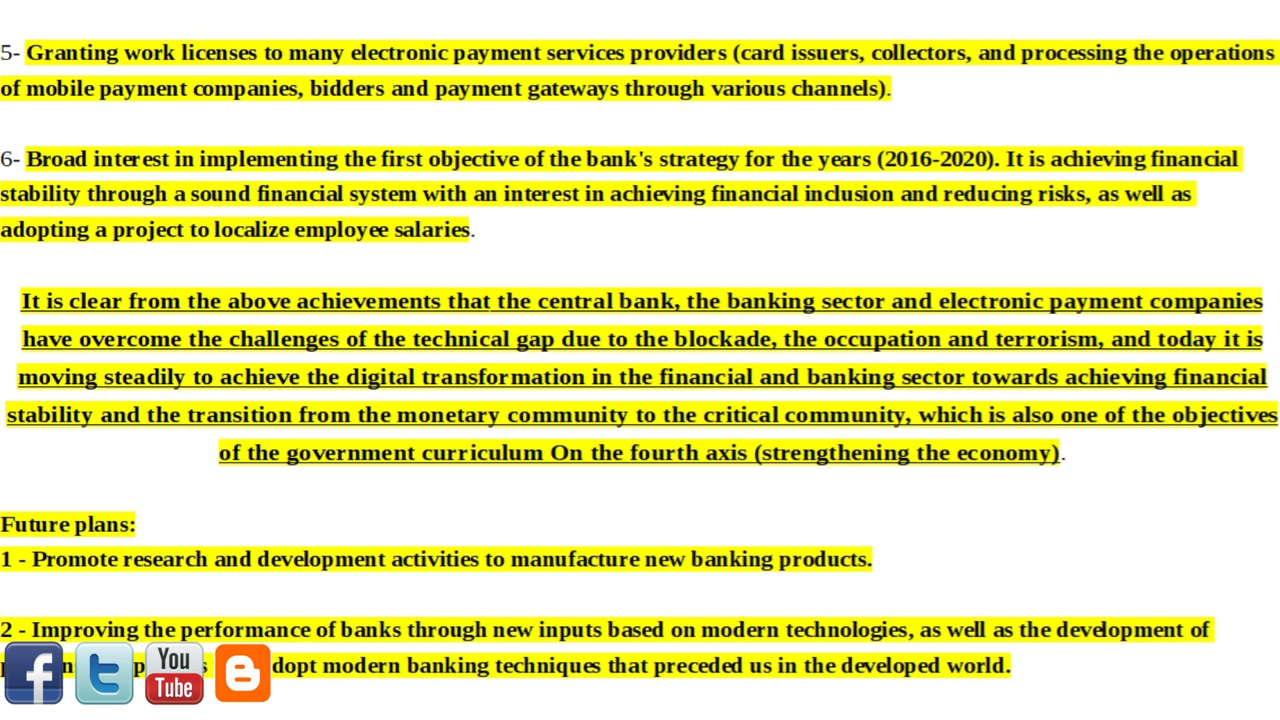 5- Granting work licenses to many electronic payment services providers (card issuers, collectors, and processing the operations
of mobile payment companies, bidders and payment gateways through various channels).
6- Broad interest in implementing the first objective of the bank's strategy for the years (2016-2020). It is achieving financial
stability through a sound financial system with an interest in achieving financial inclusion and reducing risks, as well as
adopting a project to localize employee salaries.
It is clear from the above achievements that the central bank, the banking sector and electronic payment companies
have overcome the challenges of the technical gap due to the blockade, the occupation and terrorism, and today it is
moving steadily to achieve the digital transformation in the financial and banking sector towards achieving financial
stability and the transition from the monetary community to the critical community, which is also one of the objectives
of the government curriculum On the fourth axis (strengthening the economy).
Future plans:
1 - Promote research and development activities to manufacture new banking products.
2 - Improving the performance of banks through new inputs based on modern technologies, as well as the development of
modern banking techniques that preceded us in the developed world.
You
Tube